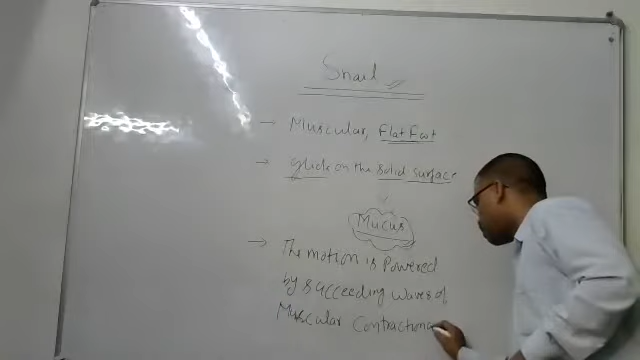 Snail
→ Muscular, Flat Foot
→ glide on the solid surface
Mucus
→ The motion is Powered
by succeeding waves of
Muscular Contraction